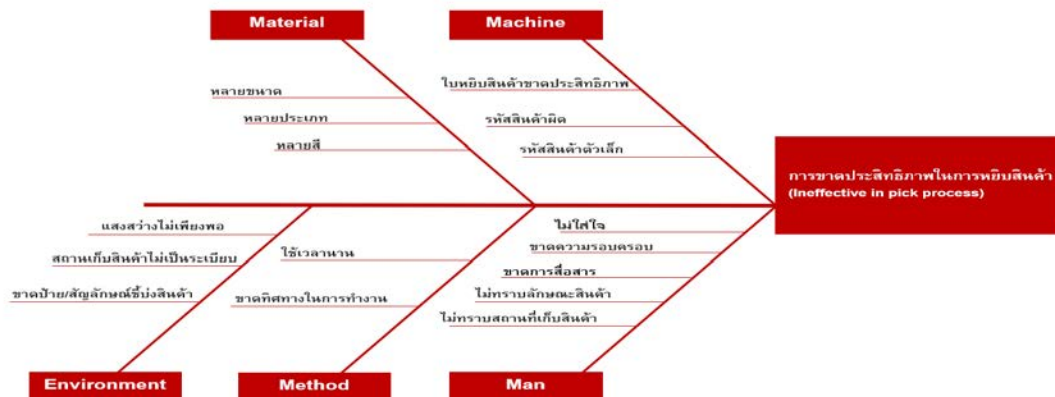 Material
Machine
หลายขนาด
หลายประเภท
หลายสี
ใบหยิบสินค้าขาดประสิทธิภาพ
รหัสสินค้าผิด
รหัสสินค้าตัวเล็ก
การขาดประสิทธิภาพในการหยิบสินค้า
(Ineffective in pick process)
แสงสว่างไม่เพียงพอ
สถานเก็บสินค้าไม่เป็นระเบียบ
ขาดป้าย/สัญลักษณ์ชี้บ่งสินค้า
ใช้เวลานาน
ขาดทิศทางในการทำงาน
ไม่ใส่ใจ
ขาดความรอบครอบ
ขาดการสื่อสาร
ไม่ทราบลักษณะสินค้า
ไม่ทราบสถานที่เก็บสินค้า
Environment
Method
Man